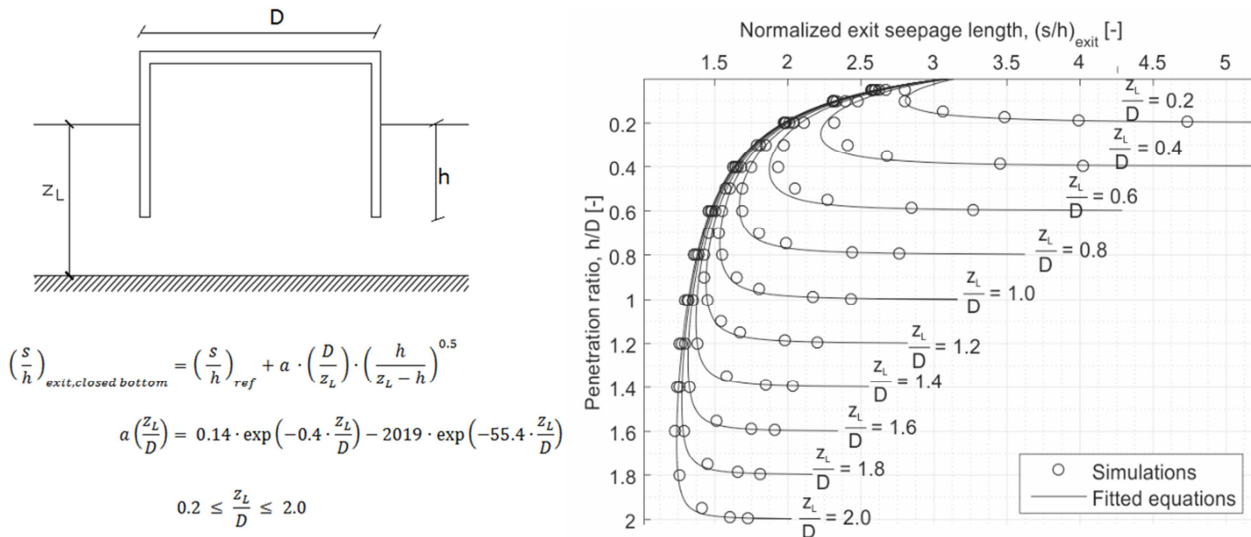 D
z_L
h
(s/h)_exit,closed bottom = (s/h)_ref + a · (D/z_L) · (h/(z_L − h))^0.5
a(z_L/D) = 0.14 · exp(−0.4 · z_L/D) − 2019 · exp(−55.4 · z_L/D)
0.2 ≤ z_L/D ≤ 2.0
Normalized exit seepage length, (s/h)_exit [-]
1.5 2 2.5 3 3.5 4 4.5 5
Penetration ratio, h/D [-]
0.2
0.4
0.6
0.8
1
1.2
1.4
1.6
1.8
2
z_L/D = 0.2
z_L/D = 0.4
z_L/D = 0.6
z_L/D = 0.8
z_L/D = 1.0
z_L/D = 1.2
z_L/D = 1.4
z_L/D = 1.6
z_L/D = 1.8
z_L/D = 2.0
Simulations
Fitted equations